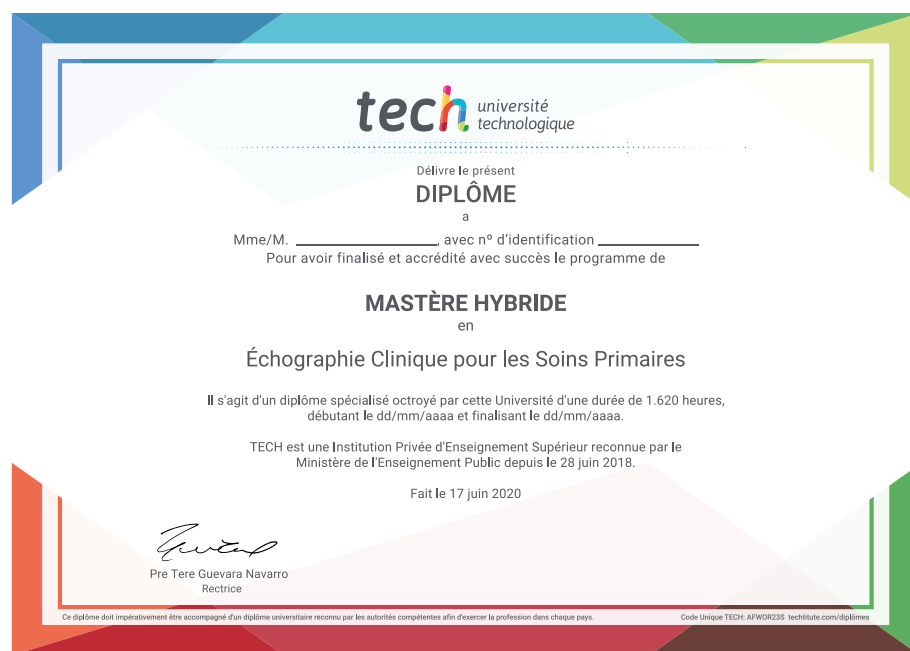 tech université
technologique
Délivre le présent
DIPLÔME
a
Mme/M. ____________________, avec nº d'identification ______________
Pour avoir finalisé et accrédité avec succès le programme de
MASTÈRE HYBRIDE
en
Échographie Clinique pour les Soins Primaires
Il s'agit d'un diplôme spécialisé octroyé par cette Université d'une durée de 1.620 heures,
débutant le dd/mm/aaaa et finalisant le dd/mm/aaaa.
TECH est une Institution Privée d'Enseignement Supérieur reconnue par le
Ministère de l'Enseignement Public depuis le 28 juin 2018.
Fait le 17 juin 2020
Pre Tere Guevara Navarro
Rectrice
Ce diplôme doit impérativement être accompagné d'un diplôme universitaire reconnu par les autorités compétentes afin d'exercer la profession dans chaque pays.
Code Unique TECH: AFWOR23S techtitute.com/diplômes